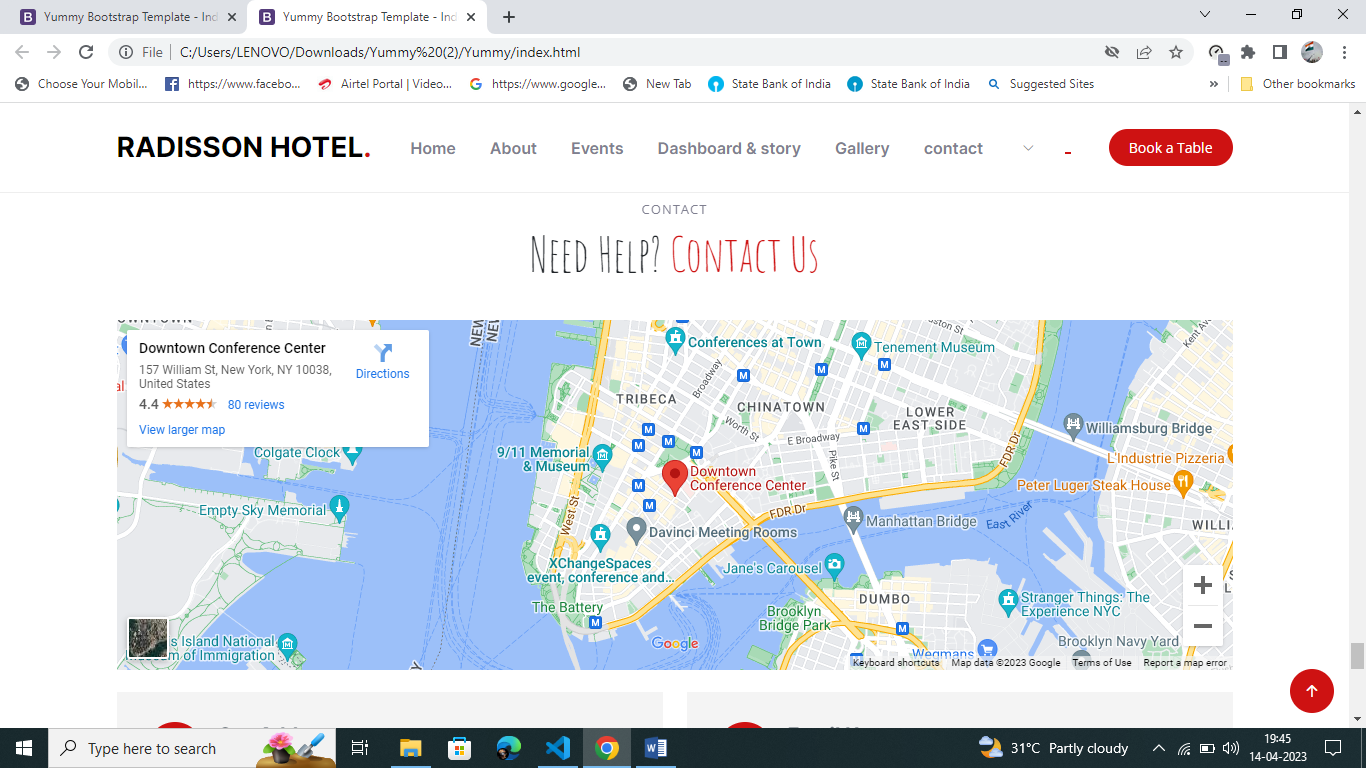 Yummy Bootstrap Template - Ind
Yummy Bootstrap Template - Ind
File
C:/Users/LENOVO/Downloads/Yummy%20(2)/Yummy/index.html
Choose Your Mobil...
https://www.facebo...
Airtel Portal | Video...
https://www.google...
New Tab
State Bank of India
State Bank of India
Suggested Sites
»
Other bookmarks
RADISSON HOTEL.
Home
About
Events
Dashboard & story
Gallery
contact
Book a Table
CONTACT
Need Help? Contact Us
Downtown Conference Center
157 William St, New York, NY 10038,
United States
4.4
80 reviews
View larger map
Directions
NEW
NEW
Conferences at Town
Tenement Museum
Kent Ave
Broadway
TRIBECA
CHINATOWN
LOWER
EAST SIDE
Worth St
E Broadway
Pike St
FDR Dr
Williamsburg Bridge
L'Industrie Pizzeria
Peter Luger Steak House
9/11 Memorial
& Museum
Colgate Clock
Downtown
Conference Center
Empty Sky Memorial
West St
FDR Dr
Manhattan Bridge
East River
WILLI
Davinci Meeting Rooms
XChangeSpaces
event, conference and...
Jane's Carousel
The Battery
DUMBO
Brooklyn
Bridge Park
Stranger Things: The
Experience NYC
s Island National
m of Immigration
Google
Wegmans
Brooklyn Navy Yard
Keyboard shortcuts
Map data ©2023 Google
Terms of Use
Report a map error
Type here to search
31°C Partly cloudy
19:45
14-04-2023